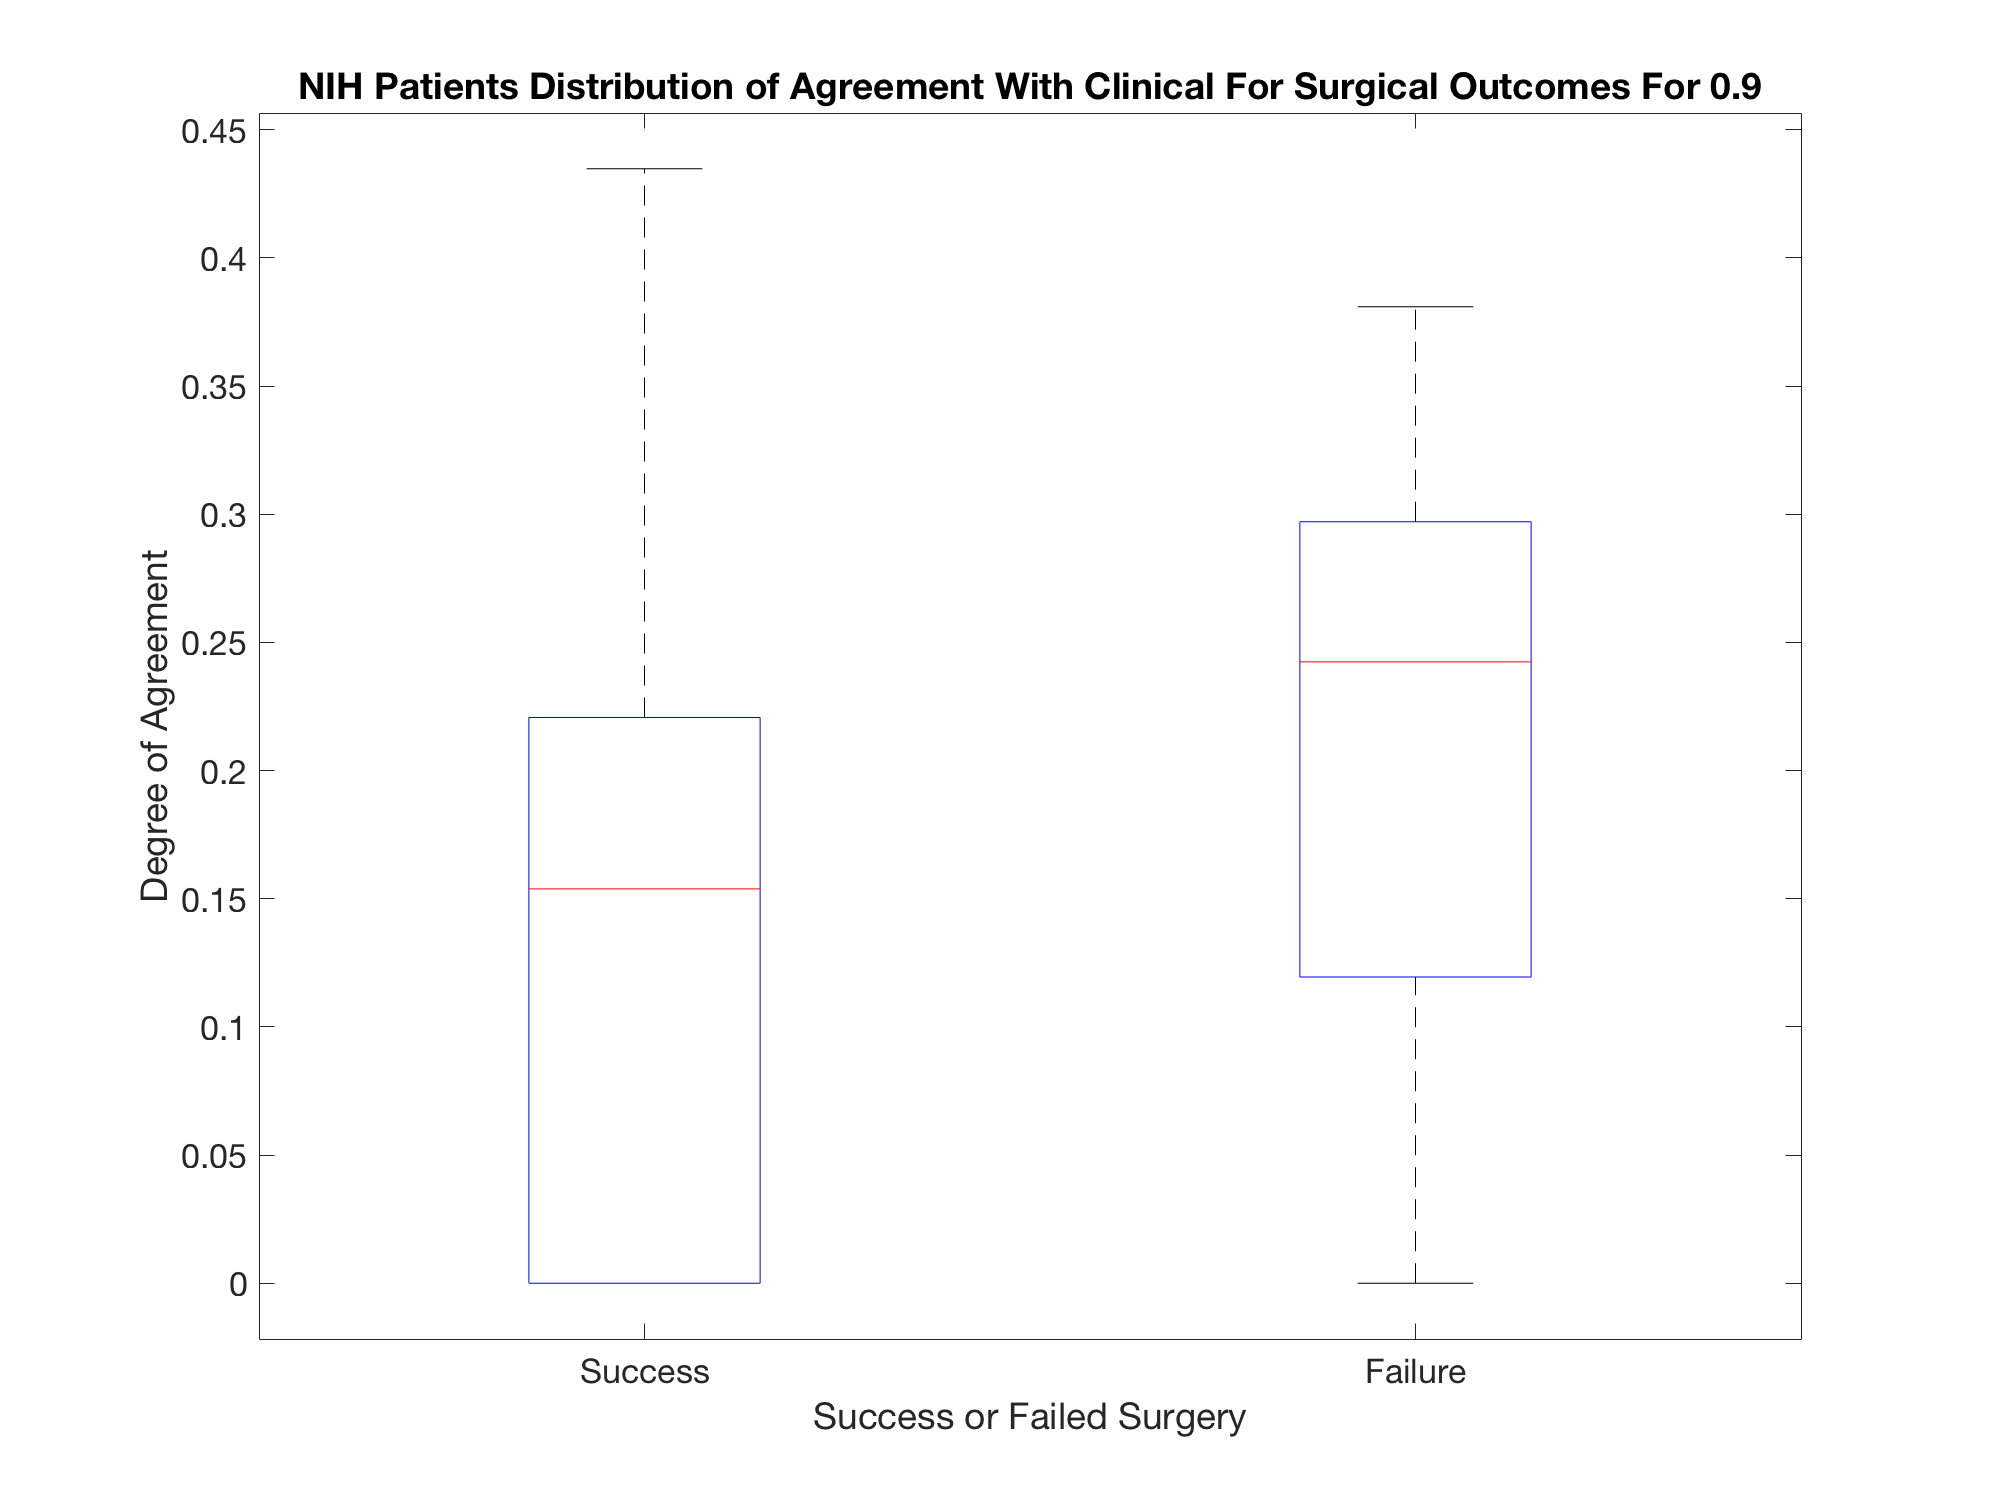 NIH Patients Distribution of Agreement With Clinical For Surgical Outcomes For 0.9
0.45
0.4
0.35
0.3
0.25
0.2
0.15
0.1
0.05
0
Degree of Agreement
Success
Failure
Success or Failed Surgery